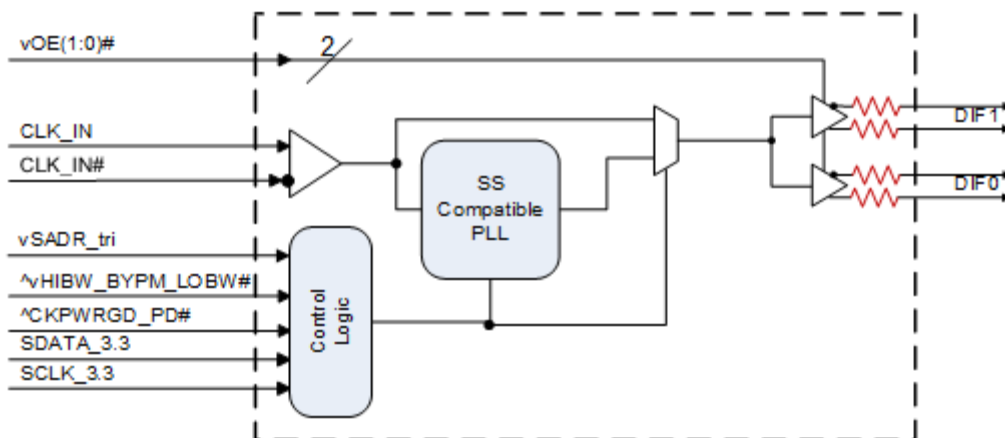 vOE(1:0)#
2
CLK_IN
CLK_IN#
SS
Compatible
PLL
DIF1
DIF0
vSADR_tri
^vHIBW_BYPM_LOBW#
^CKPWRGD_PD#
SDATA_3.3
SCLK_3.3
Control
Logic